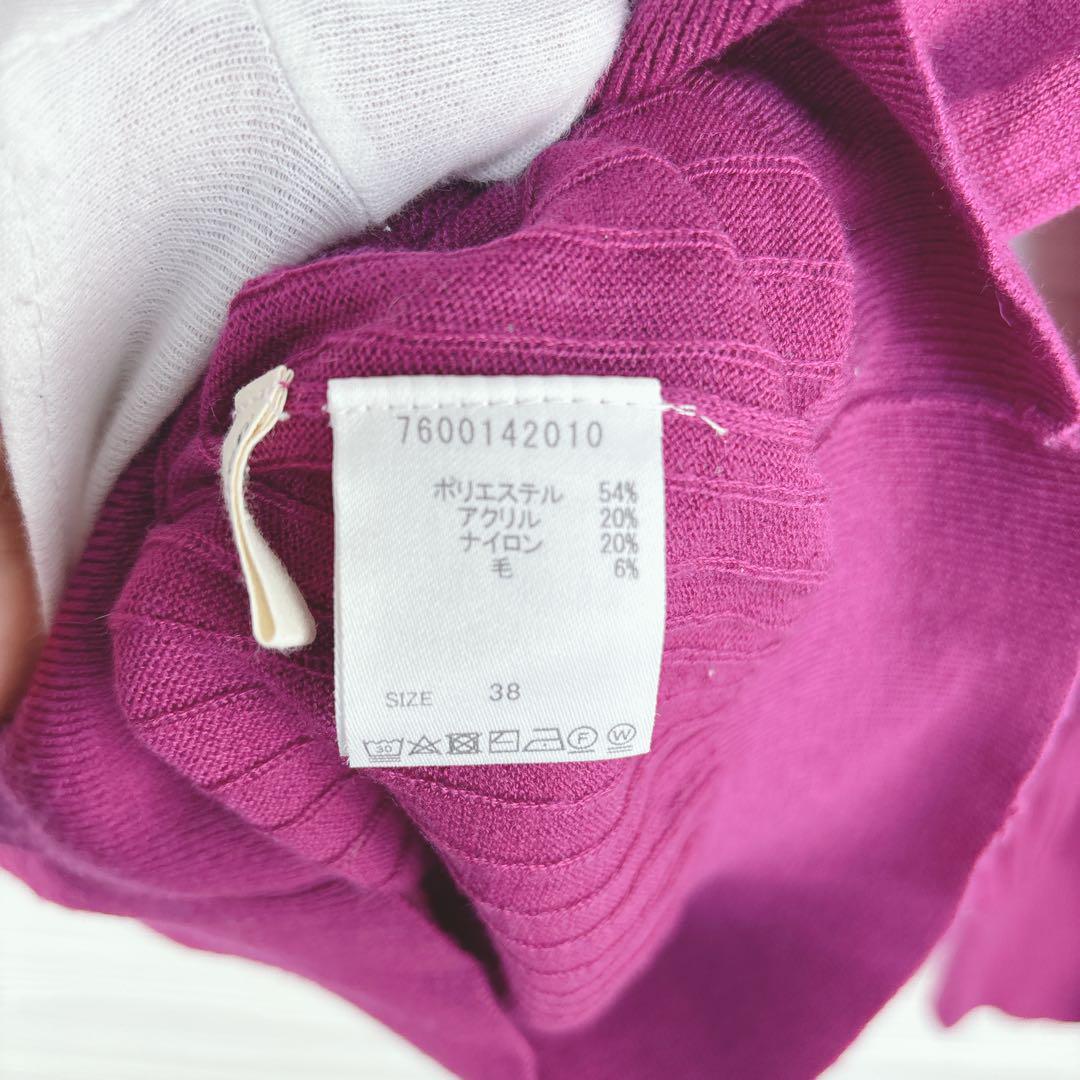 7600142010
ポリエステル 54%
アクリル 20%
ナイロン 20%
毛 6%
SIZE 38
30 F W